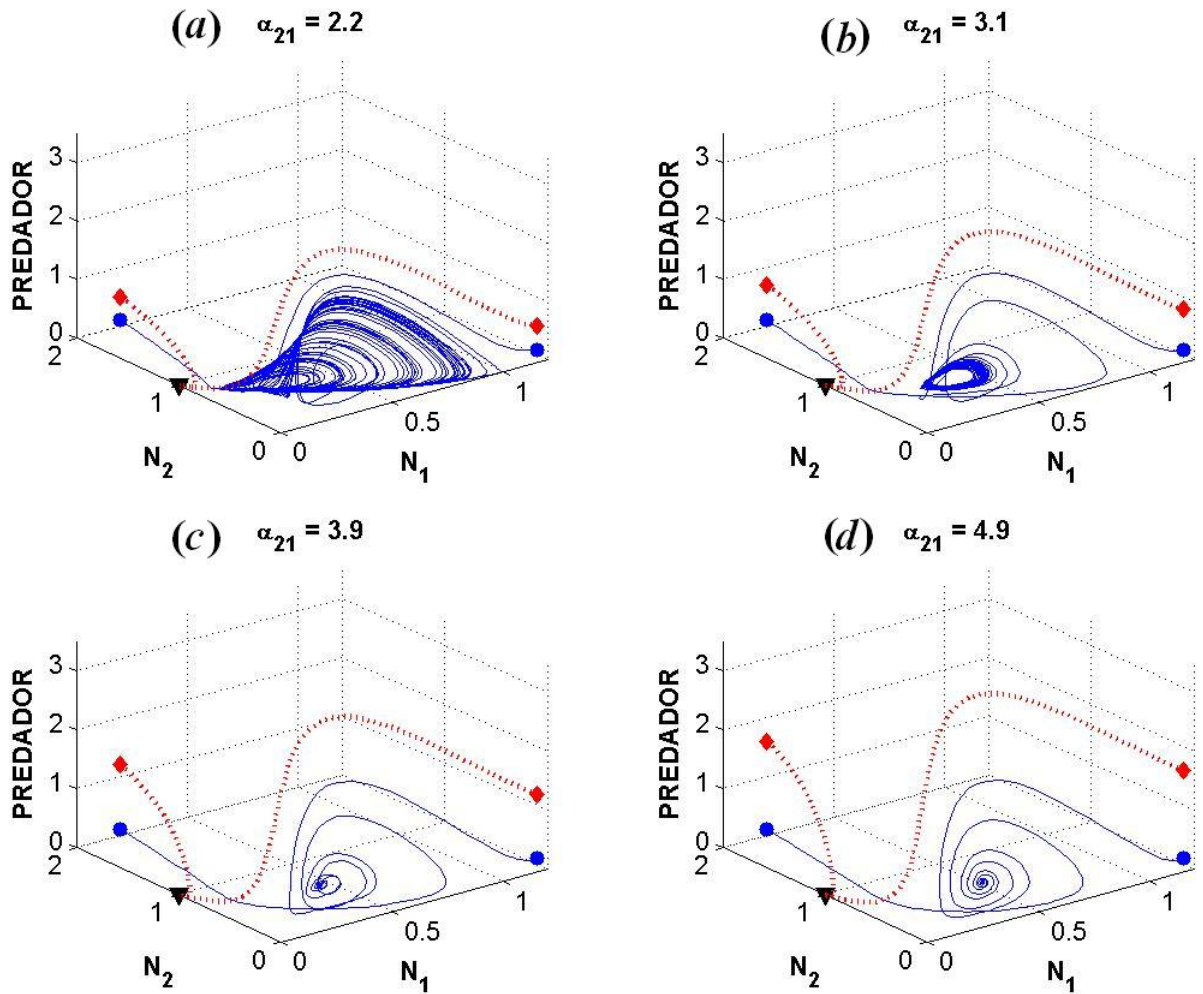 (a) α21 = 2.2
(b) α21 = 3.1
PREDADOR
3
2
1
0
2
1
0
N2
0
0.5
1
N1
PREDADOR
3
2
1
0
2
1
0
N2
0
0.5
1
N1
(c) α21 = 3.9
(d) α21 = 4.9
PREDADOR
3
2
1
0
2
1
0
N2
0
0.5
1
N1
PREDADOR
3
2
1
0
2
1
0
N2
0
0.5
1
N1